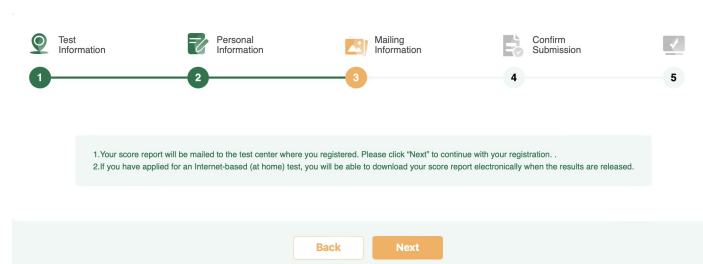 Test
Information
Personal
Information
Mailing
Information
Confirm
Submission
1
2
3
4
5
1.Your score report will be mailed to the test center where you registered. Please click "Next" to continue with your registration. .
2.If you have applied for an Internet-based (at home) test, you will be able to download your score report electronically when the results are released.
Back
Next